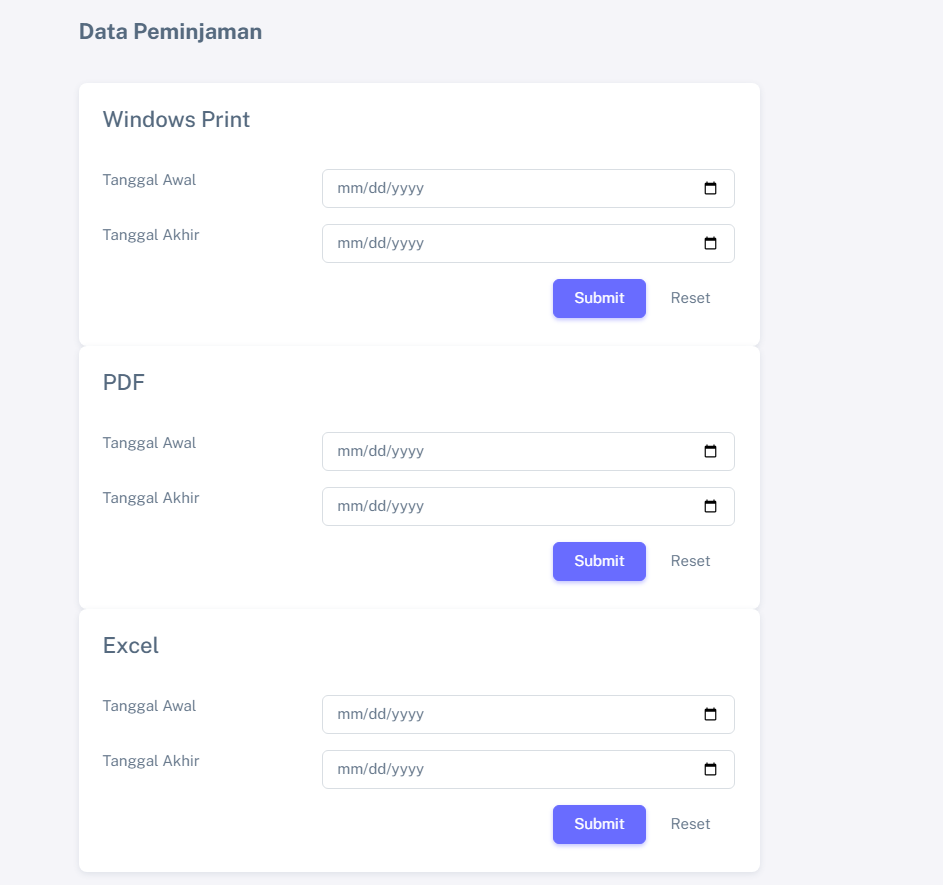 Data Peminjaman
Windows Print
Tanggal Awal
mm/dd/yyyy
Tanggal Akhir
mm/dd/yyyy
Submit Reset
PDF
Tanggal Awal
mm/dd/yyyy
Tanggal Akhir
mm/dd/yyyy
Submit Reset
Excel
Tanggal Awal
mm/dd/yyyy
Tanggal Akhir
mm/dd/yyyy
Submit Reset